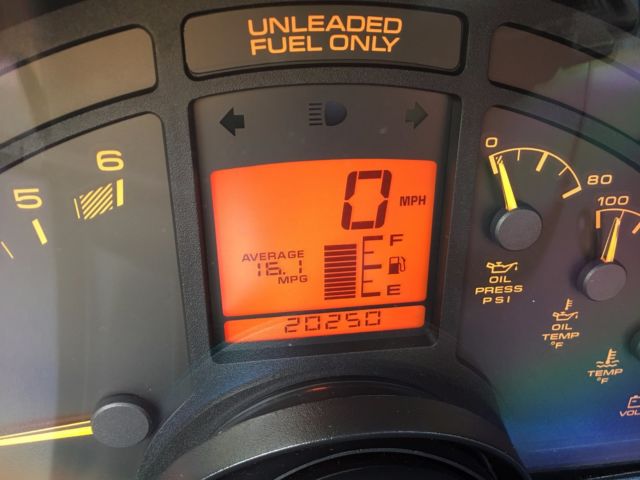 UNLEADED
FUEL ONLY
5
6
0
80
100
0 MPH
AVERAGE
16.1
MPG
F
E
20250
OIL
PRESS
PSI
OIL
TEMP
°F
TEMP
°F